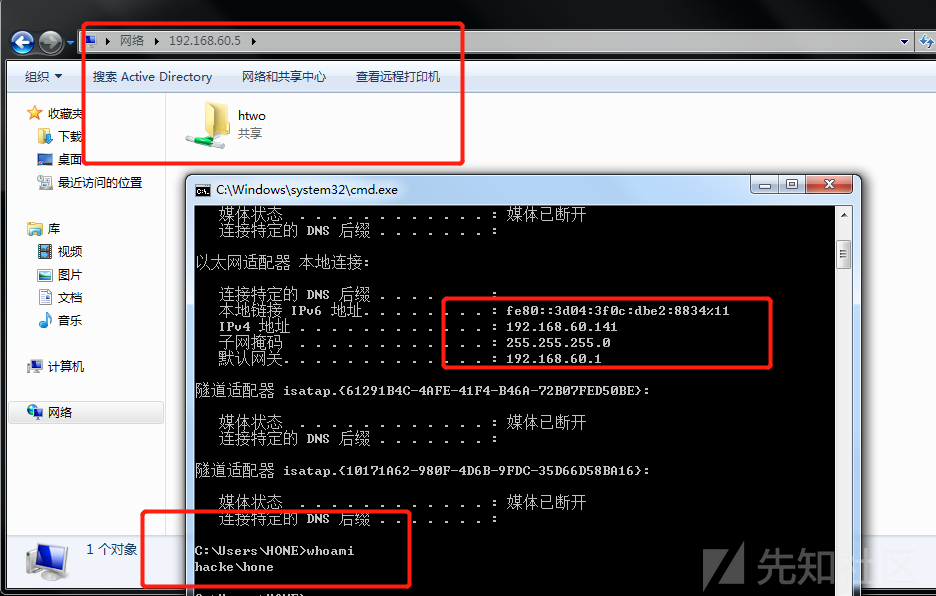 网络 192.168.60.5
组织 搜索 Active Directory 网络和共享中心 查看远程打印机
收藏夹
下载
桌面
最近访问的位置
库
视频
图片
文档
音乐
计算机
网络
htwo
共享
1 个对象
C:\Windows\system32\cmd.exe
媒体状态 . . . . . . . . . . . . : 媒体已断开
连接特定的 DNS 后缀 . . . . . . . :
以太网适配器 本地连接:
连接特定的 DNS 后缀 . . . . . . . :
本地链接 IPv6 地址. . . . . . . . : fe80::3d04:3f0c:dbe2:8834%11
IPv4 地址 . . . . . . . . . . . . : 192.168.60.141
子网掩码 . . . . . . . . . . . . : 255.255.255.0
默认网关. . . . . . . . . . . . . : 192.168.60.1
隧道适配器 isatap.{61291B4C-4AFE-41F4-B46A-72B07FED50BE}:
媒体状态 . . . . . . . . . . . . : 媒体已断开
连接特定的 DNS 后缀 . . . . . . . :
隧道适配器 isatap.{10171A62-980F-4D6B-9FDC-35D66D58BA16}:
媒体状态 . . . . . . . . . . . . : 媒体已断开
连接特定的 DNS 后缀 . . . . . . . :
C:\Users\HONE>whoami
hacke\hone
先知社区